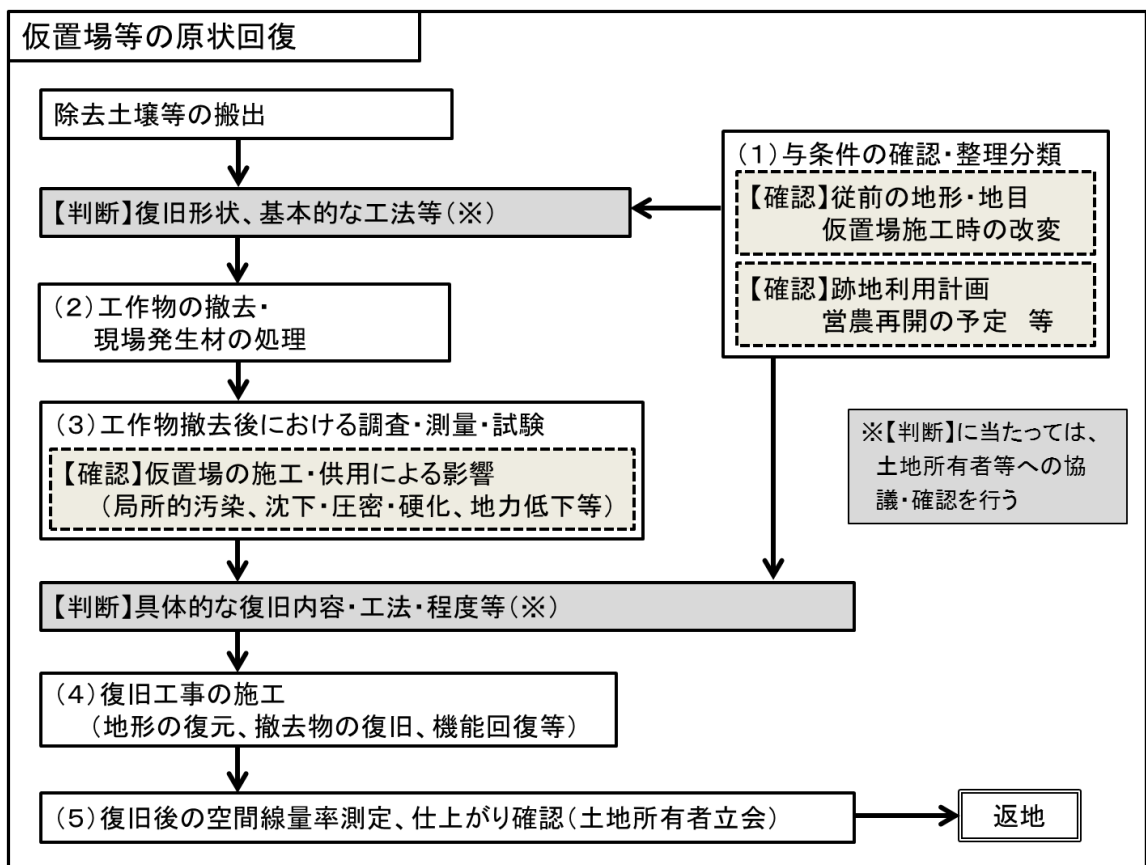 仮置場等の原状回復
除去土壌等の搬出
(1)与条件の確認・整理分類
【確認】従前の地形・地目
仮置場施工時の改変
【確認】跡地利用計画
営農再開の予定 等
【判断】復旧形状、基本的な工法等(※)
(2)工作物の撤去・
現場発生材の処理
(3)工作物撤去後における調査・測量・試験
【確認】仮置場の施工・供用による影響
(局所的汚染、沈下・圧密・硬化、地力低下等)
※【判断】に当たっては、
土地所有者等への協
議・確認を行う
【判断】具体的な復旧内容・工法・程度等(※)
(4)復旧工事の施工
(地形の復元、撤去物の復旧、機能回復等)
(5)復旧後の空間線量率測定、仕上がり確認(土地所有者立会)
返地